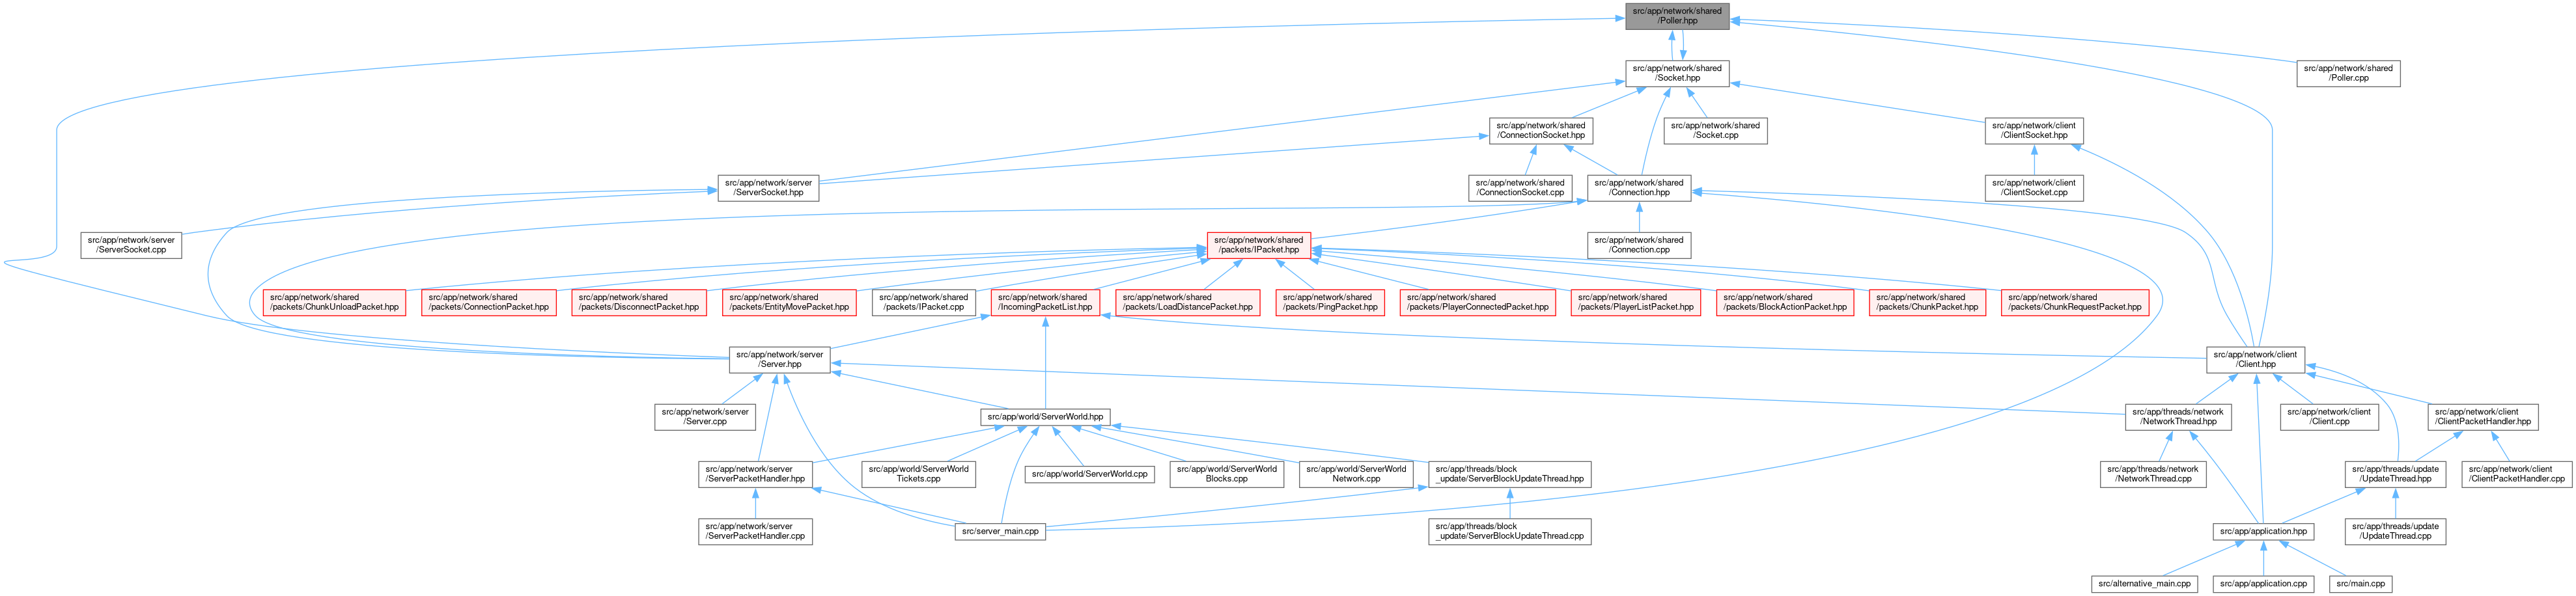 src/app/network/shared
/Poller.hpp
src/app/network/shared
/Socket.hpp
src/app/network/shared
/Poller.cpp
src/app/network/shared
/ConnectionSocket.hpp
src/app/network/shared
/Socket.cpp
src/app/network/client
/ClientSocket.hpp
src/app/network/server
/ServerSocket.hpp
src/app/network/shared
/ConnectionSocket.cpp
src/app/network/shared
/Connection.hpp
src/app/network/client
/ClientSocket.cpp
src/app/network/server
/ServerSocket.cpp
src/app/network/shared
/packets/IPacket.hpp
src/app/network/shared
/Connection.cpp
src/app/network/shared
/packets/ChunkUnloadPacket.hpp
src/app/network/shared
/packets/ConnectionPacket.hpp
src/app/network/shared
/packets/DisconnectPacket.hpp
src/app/network/shared
/packets/EntityMovePacket.hpp
src/app/network/shared
/packets/IPacket.cpp
src/app/network/shared
/IncomingPacketList.hpp
src/app/network/shared
/packets/LoadDistancePacket.hpp
src/app/network/shared
/packets/PingPacket.hpp
src/app/network/shared
/packets/PlayerConnectedPacket.hpp
src/app/network/shared
/packets/PlayerListPacket.hpp
src/app/network/shared
/packets/BlockActionPacket.hpp
src/app/network/shared
/packets/ChunkPacket.hpp
src/app/network/shared
/packets/ChunkRequestPacket.hpp
src/app/network/server
/Server.hpp
src/app/network/client
/Client.hpp
src/app/network/server
/Server.cpp
src/app/world/ServerWorld.hpp
src/app/threads/network
/NetworkThread.hpp
src/app/network/client
/Client.cpp
src/app/network/client
/ClientPacketHandler.hpp
src/app/network/server
/ServerPacketHandler.hpp
src/app/world/ServerWorld
Tickets.cpp
src/app/world/ServerWorld.cpp
src/app/world/ServerWorld
Blocks.cpp
src/app/world/ServerWorld
Network.cpp
src/app/threads/block
_update/ServerBlockUpdateThread.hpp
src/app/threads/network
/NetworkThread.cpp
src/app/threads/update
/UpdateThread.hpp
src/app/network/client
/ClientPacketHandler.cpp
src/app/network/server
/ServerPacketHandler.cpp
src/server_main.cpp
src/app/threads/block
_update/ServerBlockUpdateThread.cpp
src/app/application.hpp
src/app/threads/update
/UpdateThread.cpp
src/alternative_main.cpp
src/app/application.cpp
src/main.cpp